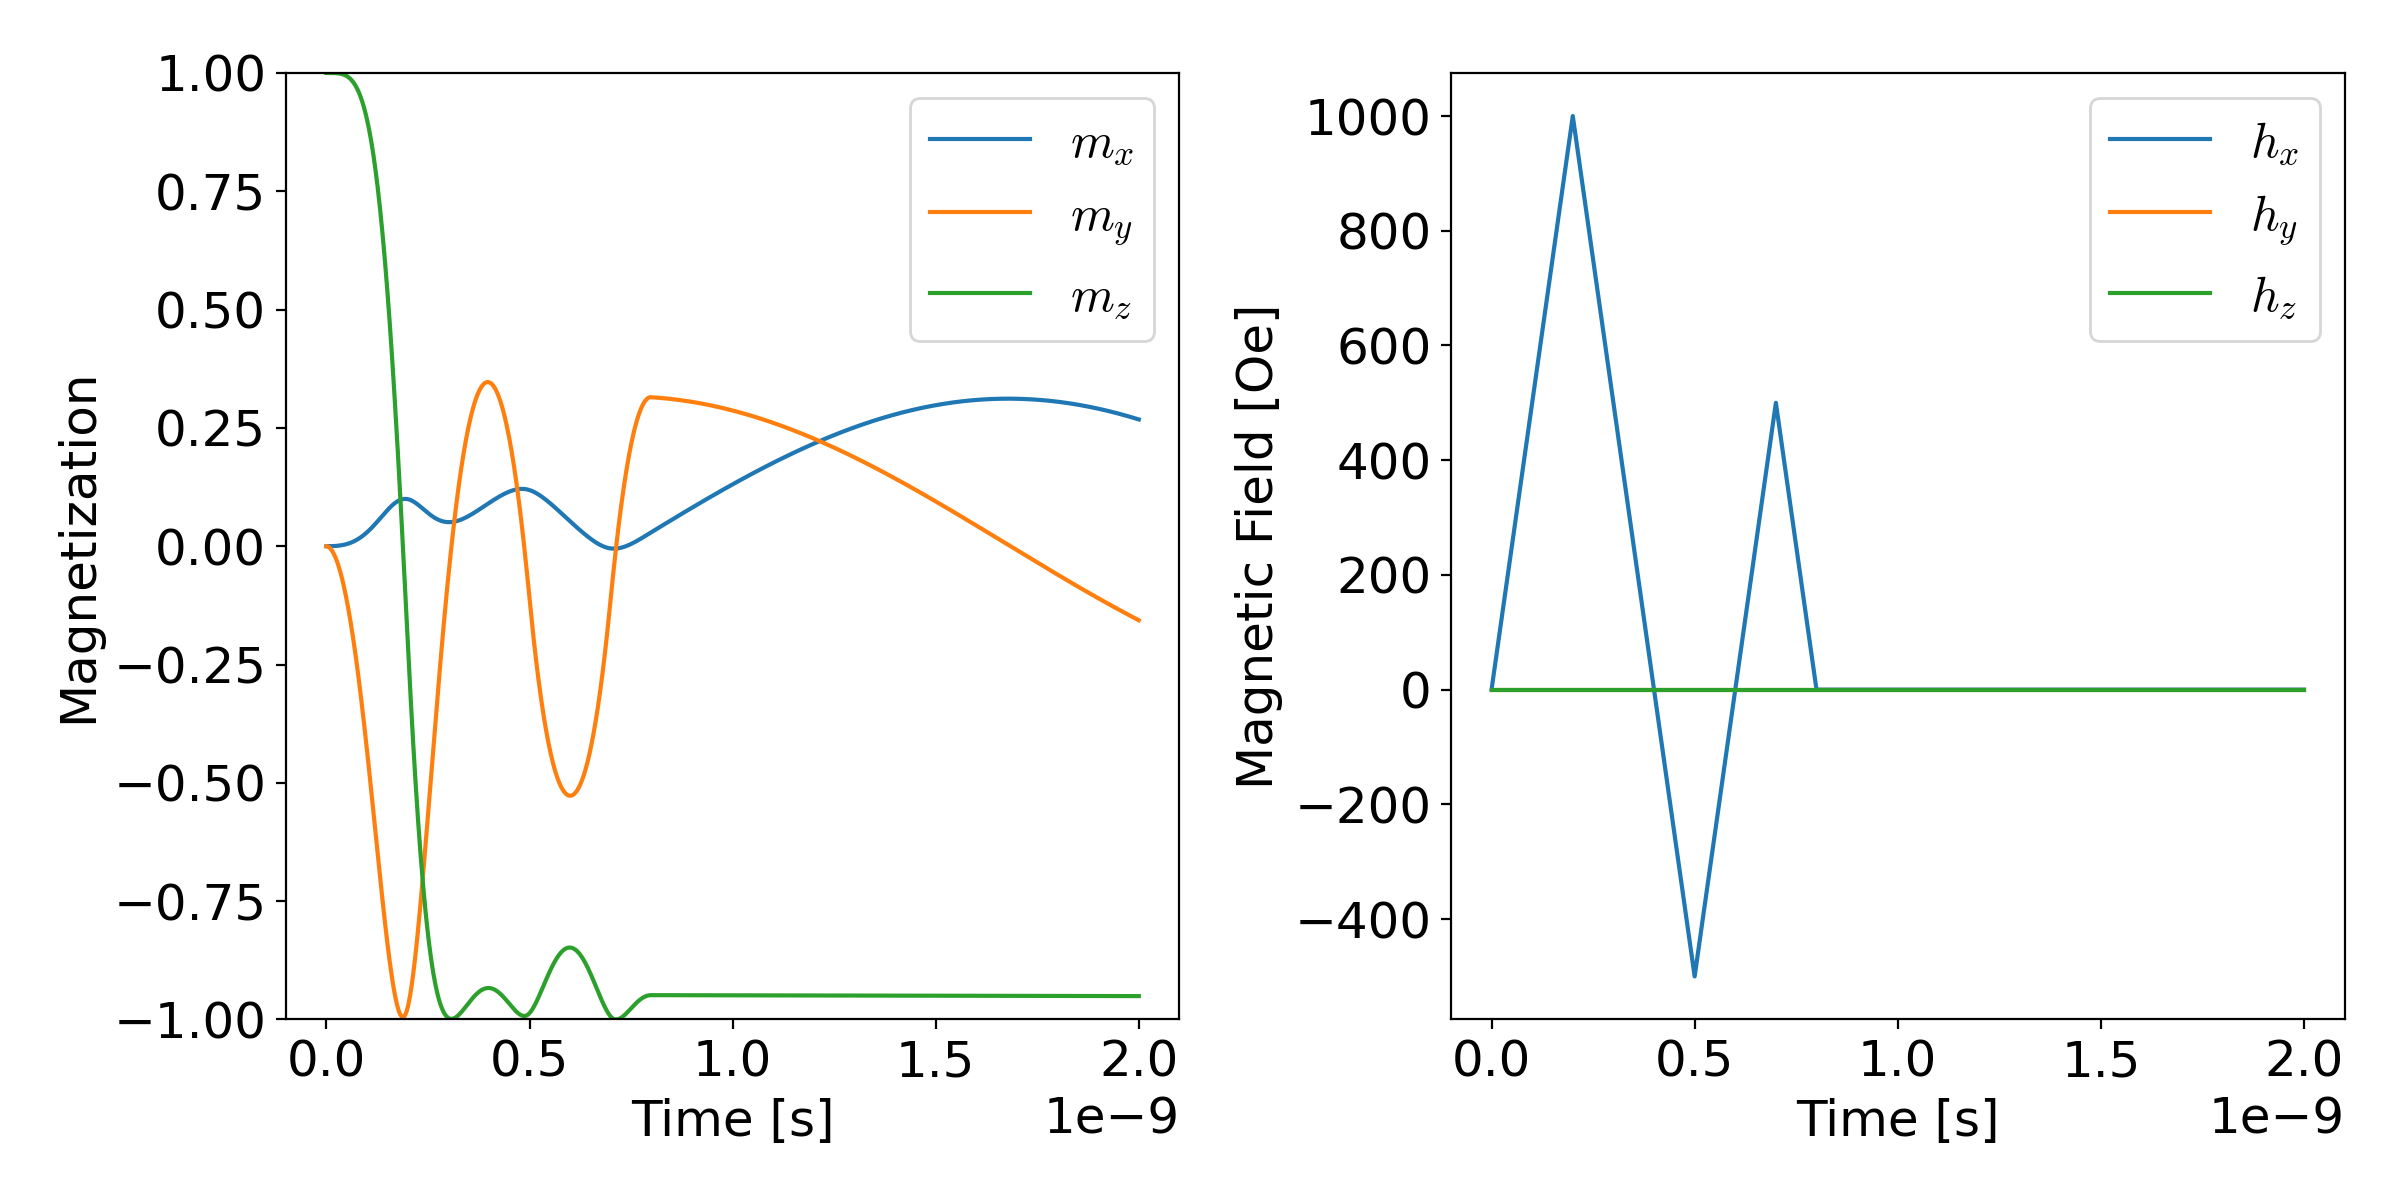 1.00
0.75
0.50
0.25
0.00
−0.25
−0.50
−0.75
−1.00
Magnetization
m_x
m_y
m_z
0.0 0.5 1.0 1.5 2.0
Time [s]
1e−9
1000
800
600
400
200
0
−200
−400
Magnetic Field [Oe]
h_x
h_y
h_z
0.0 0.5 1.0 1.5 2.0
Time [s]
1e−9